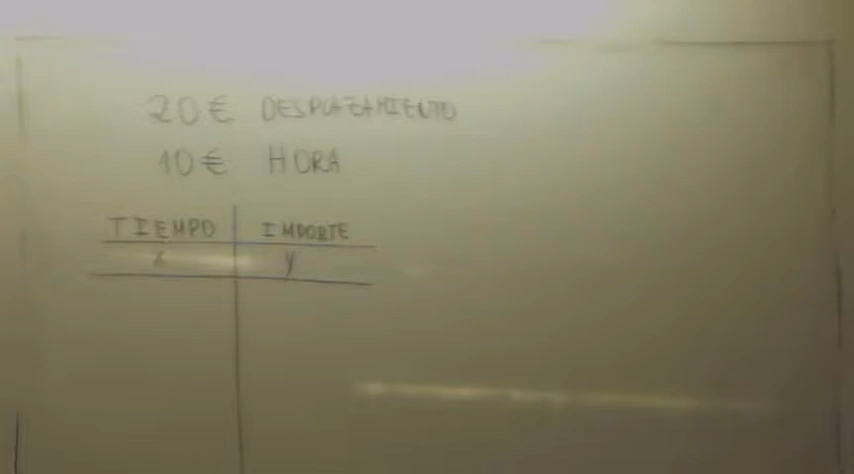 20€ DESPLAZAMIENTO
10€ HORA
TIEMPO IMPORTE
x y